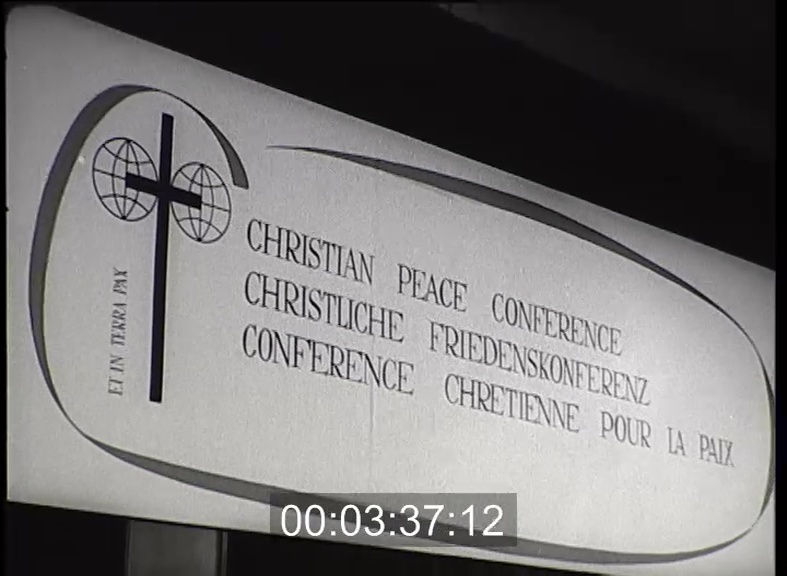 ET IN TERRA PAX
CHRISTIAN PEACE CONFERENCE
CHRISTLICHE FRIEDENSKONFERENZ
CONFERENCE CHRETIENNE POUR LA PAIX
00:03:37:12